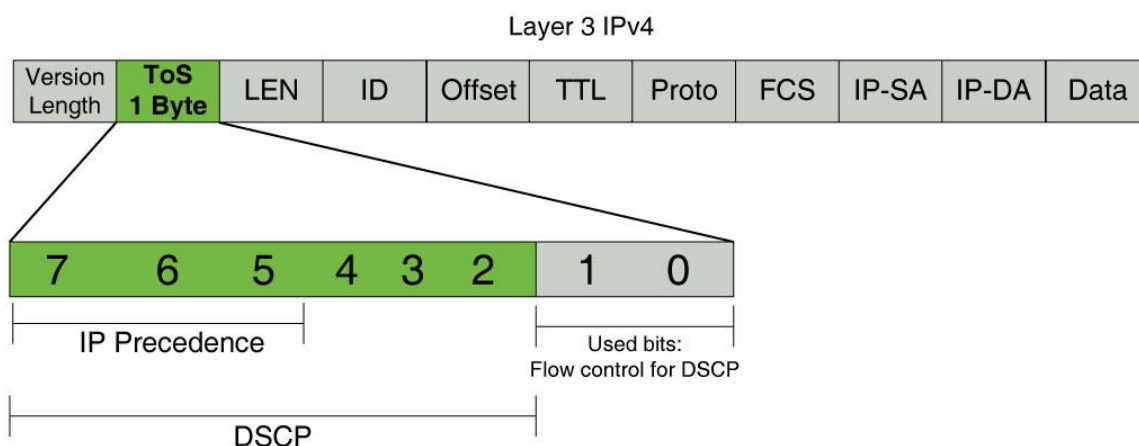 Layer 3 IPv4
Version Length ToS 1 Byte LEN ID Offset TTL Proto FCS IP-SA IP-DA Data
7 6 5 4 3 2 1 0
IP Precedence
Used bits:
Flow control for DSCP
DSCP